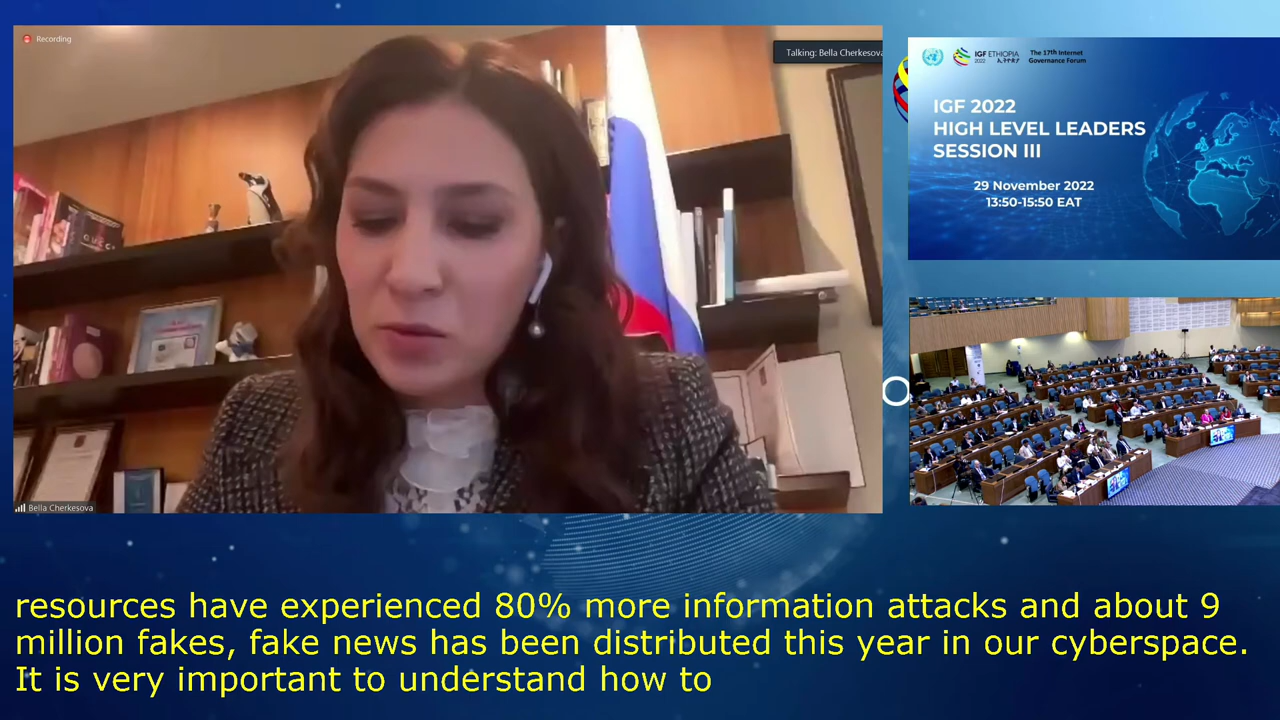 Recording
Talking: Bella Cherkesova
IGF ETHIOPIA
2022 ኢትዮጵያ
The 17th Internet
Governance Forum
IGF 2022
HIGH LEVEL LEADERS
SESSION III
29 November 2022
13:50-15:50 EAT
GUCCI
O
Bella Cherkesova
resources have experienced 80% more information attacks and about 9
million fakes, fake news has been distributed this year in our cyberspace.
It is very important to understand how to